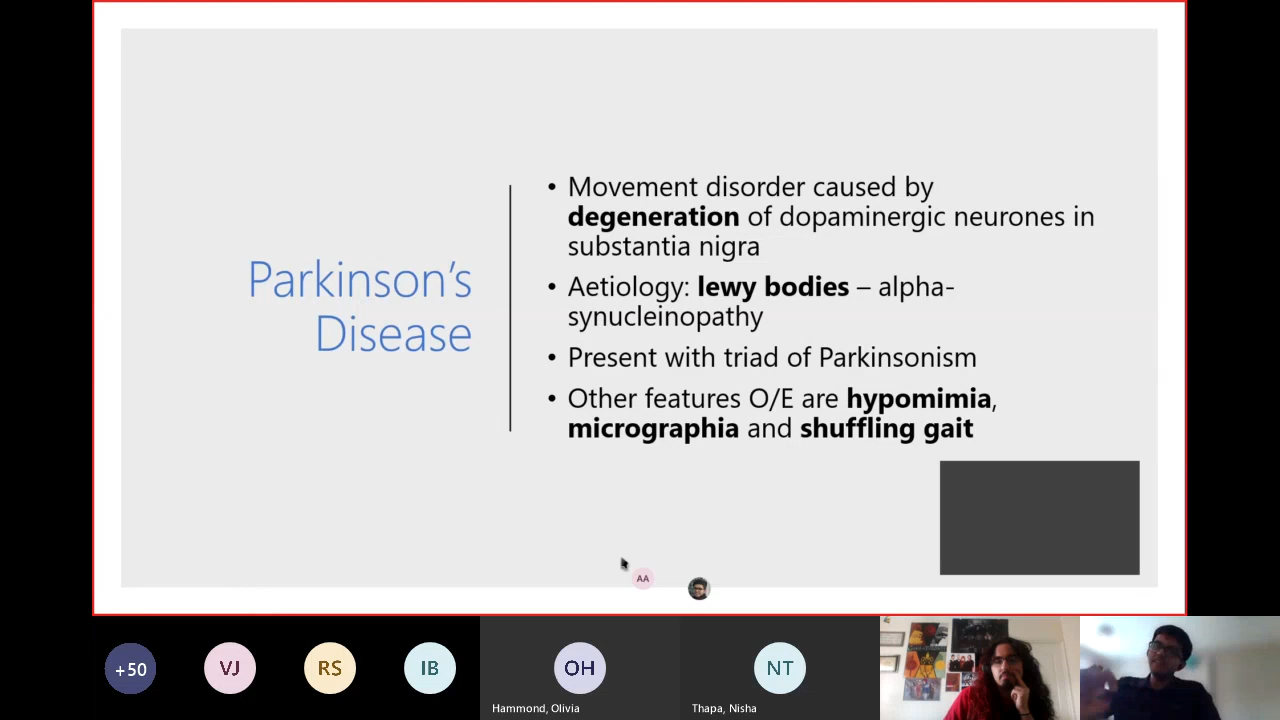 Parkinson's
Disease
• Movement disorder caused by
degeneration of dopaminergic neurones in
substantia nigra
• Aetiology: lewy bodies – alpha-
synucleinopathy
• Present with triad of Parkinsonism
• Other features O/E are hypomimia,
micrographia and shuffling gait
AA
+50
VJ
RS
IB
OH
Hammond, Olivia
NT
Thapa, Nisha